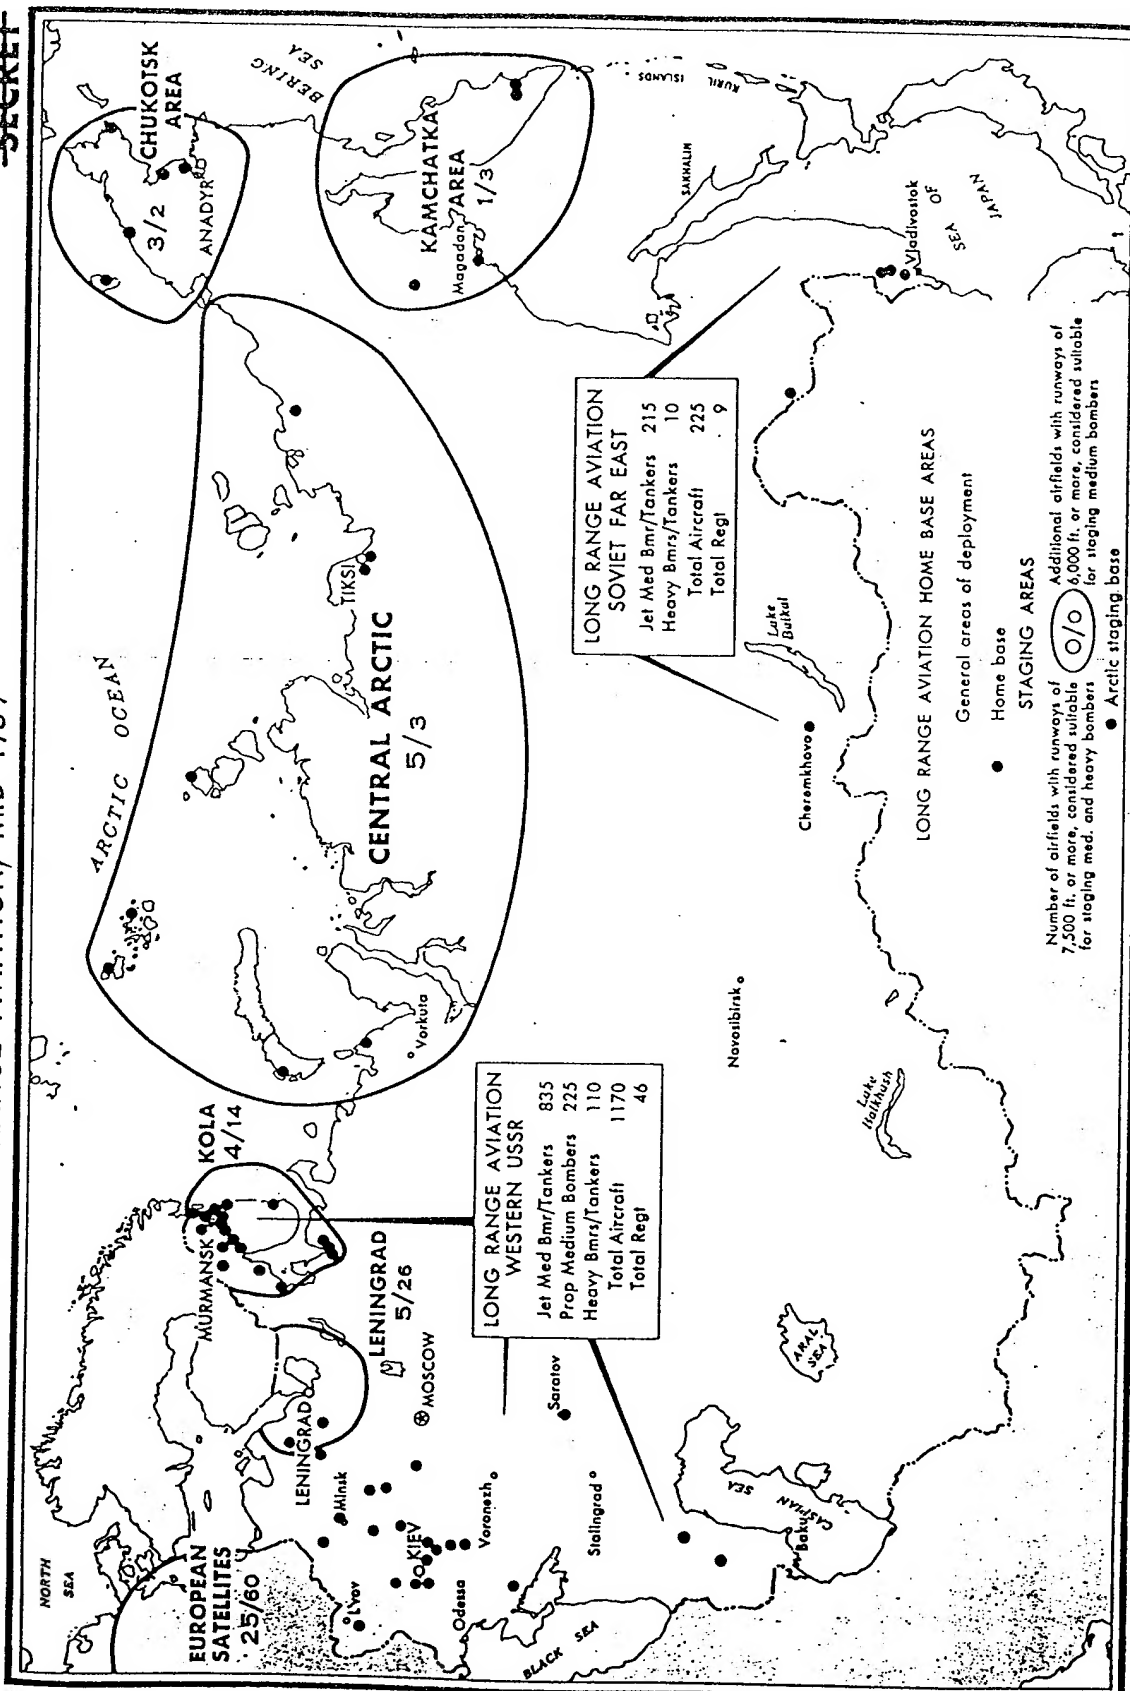 SECRET
BERING
SEA
CHUKOTSK
AREA
3/2
ANADYR
KAMCHATKA
AREA
1/3
Magadan
KURIL
ISLANDS
SAKHALIN
SEA
OF
JAPAN
Vladivostok
ARCTIC OCEAN
TIKSI
CENTRAL ARCTIC
5/3
Vorkuta
KOLA
4/14
MURMANSK
LENINGRAD
5/26
LENINGRAD
MOSCOW
NORTH
SEA
EUROPEAN
SATELLITES
25/60
Minsk
Lvov
KIEV
Odessa
Voronezh
Stalingrad
Saratov
BLACK SEA
Baku
CASPIAN
SEA
ARAL
SEA
Lake
Novosibirsk
Cheremkhovo
Lake
LONG RANGE AVIATION
WESTERN USSR
Jet Med Bmr/Tankers 835
Prop Medium Bombers 225
Heavy Bmrs/Tankers 110
Total Aircraft 1170
Total Regt 46
LONG RANGE AVIATION
SOVIET FAR EAST
Jet Med Bmr/Tankers 215
Heavy Bmrs/Tankers 10
Total Aircraft 225
Total Regt 9
LONG RANGE AVIATION HOME BASE AREAS
General areas of deployment
Home base
STAGING AREAS
Number of airfields with runways of
7,500 ft. or more, considered suitable
for staging med. and heavy bombers
0/0
Additional airfields with runways of
6,000 ft. or more, considered suitable
for staging medium bombers
Arctic staging base